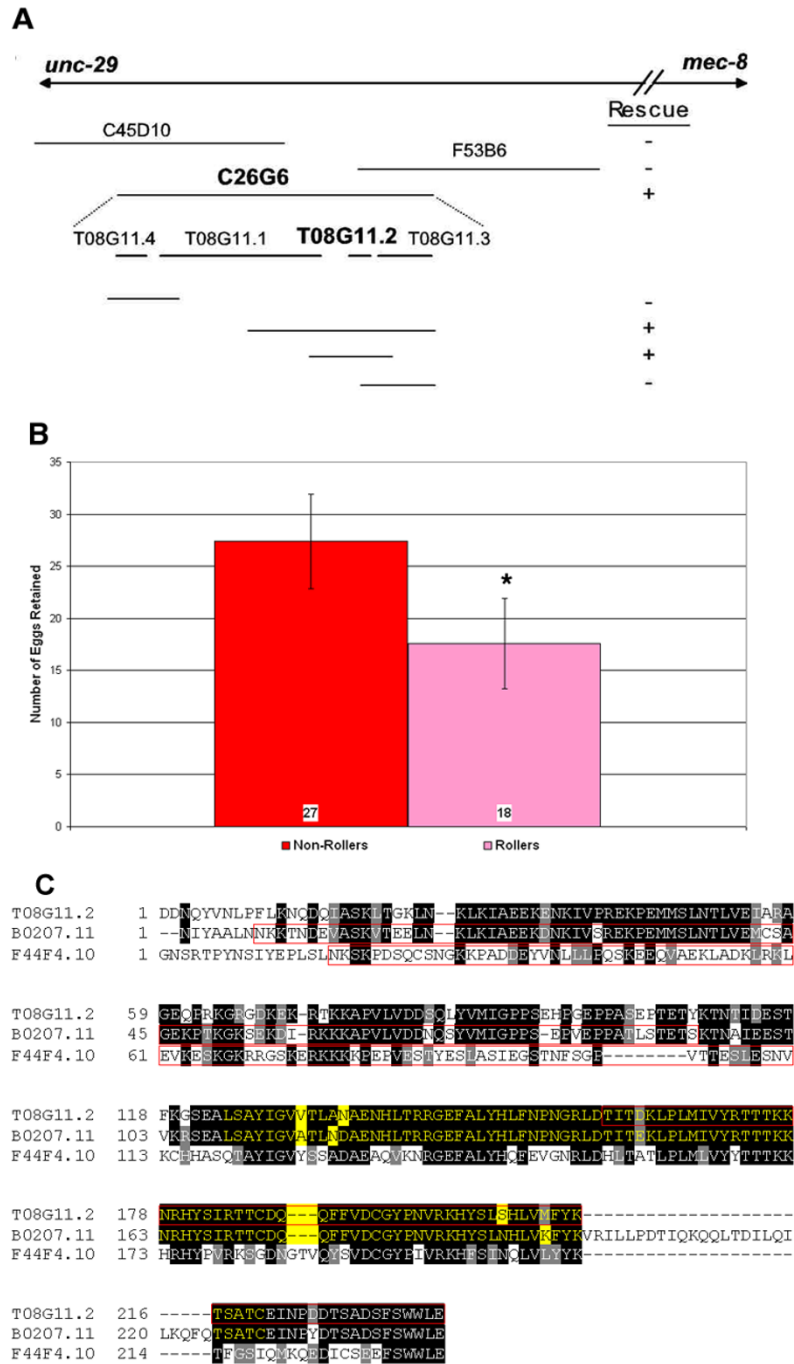 A
unc-29 mec-8
Rescue
C45D10 -
F53B6 -
C26G6 +
T08G11.4 T08G11.1 T08G11.2 T08G11.3
-
+
+
-
B
35
30
25
20
15
10
5
0
Number of Eggs Retained
*
27 18
Non-Rollers Rollers
C
T08G11.2 1 DDNQYVNLPFLKNQDQIASKLTGKLN--KLKIAEEKENKIVPREKPEMMSLNTLVEIARA
B0207.11 1 --NIYAALNNKKTNDEVASKVTEELN--KLKIAEEKDNKIVSREKPEMMSLNTLVEMCSA
F44F4.10 1 GNSRTPYNSIYEPLSLNKSKPDSQCSNGKKPADDEYVNLLLPQSKEEQVAEKLADKLRKL
T08G11.2 59 GEQPRKGRGDKEK-RTKKAPVLVDDSQLYVMIGPPSEHPGEPPASEPTETYKTNTIDEST
B0207.11 45 GEKPTKGKSEKDI-RKKKAPVLVDDNQSYVMIGPPS-EPVEPPATLSTETSKTNAIEEST
F44F4.10 61 EVKESKGKRRGSKERKKKKPEPVESTYESLASIEGSTNFSGP--------VTTESLESNV
T08G11.2 118 FKGSEALSAYIGVVTLANAENHLTRRGEFALYHLFNPNGRLDTITDKLPLMIVYRTTTKK
B0207.11 103 VKRSEALSAYIGVATLNDAENHLTRRGEFALYHLFNPNGRLDTITEKLPLMIVYRTTTKK
F44F4.10 113 KCHHASQTAYIGVYSSADAEAQVKNRGEFALYHQFEVGNRLDHLTATLPLMLVYYTTTKK
T08G11.2 178 NRHYSIRTTCDQ---QFFVDCGYPNVRKHYSLSHLVMFYK
B0207.11 163 NRHYSIRTTCDQ---QFFVDCGYPNVRKHYSLNHLVKFYKVRILLPDTIQKQQLTDILQI
F44F4.10 173 HRHYPVRKSGDNGTVQYSVDCGYPIVRKHFSINQLVLYYK--------------------
T08G11.2 216 -----TSATCEINPDDTSADSFSWWLE
B0207.11 220 LKQFQTSATCEINPYDTSADSFSWWLE
F44F4.10 214 -----TFGSIQMKQEDICSEEFSWWLE